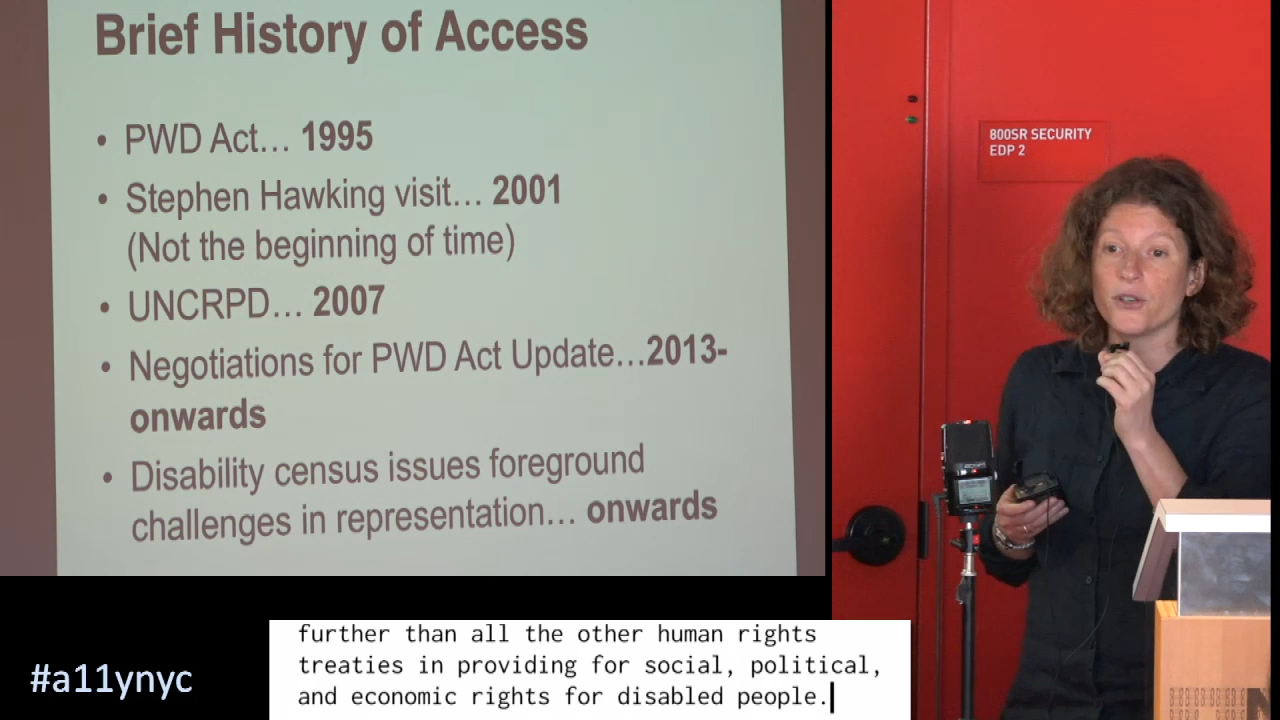 Brief History of Access
• PWD Act… 1995
• Stephen Hawking visit… 2001
(Not the beginning of time)
• UNCRPD… 2007
• Negotiations for PWD Act Update…2013-
onwards
• Disability census issues foreground
challenges in representation… onwards
800SR SECURITY
EDP 2
#a11ynyc
further than all the other human rights
treaties in providing for social, political,
and economic rights for disabled people.